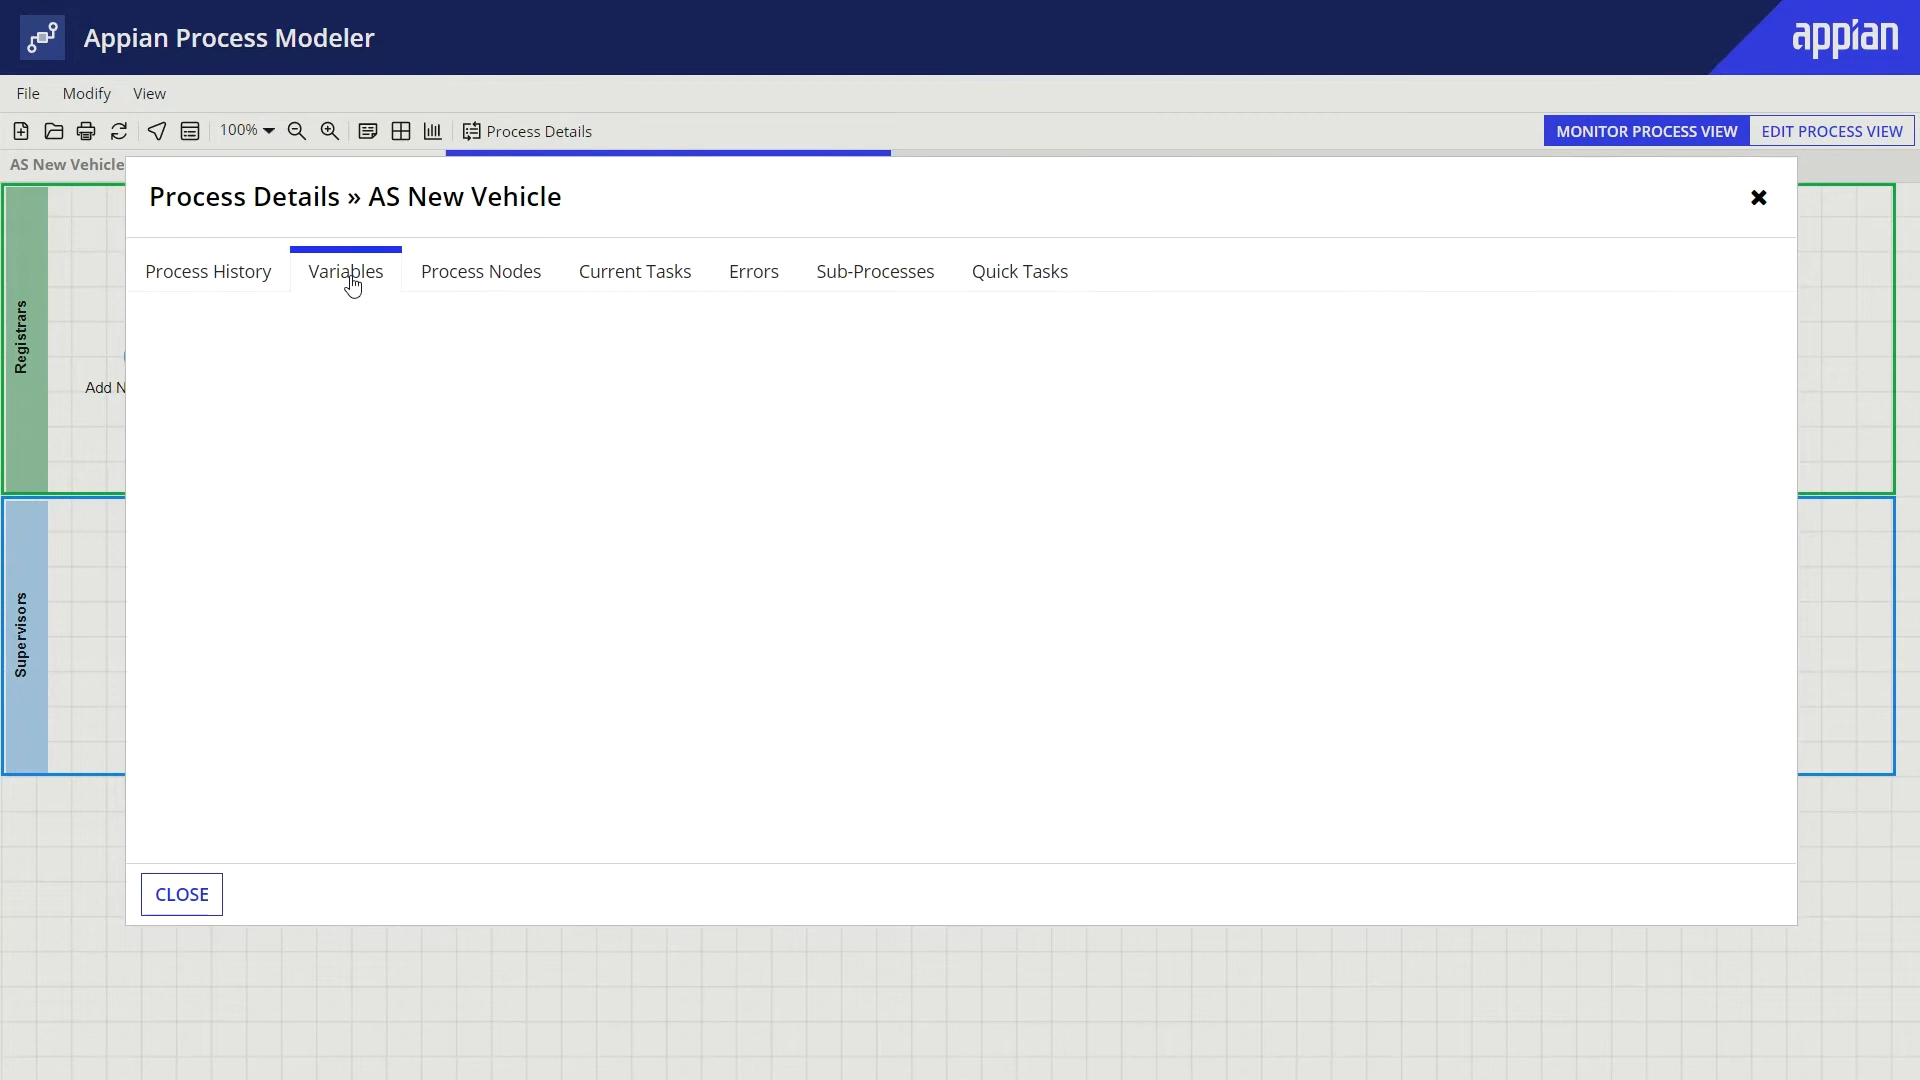 Appian Process Modeler
appian
File Modify View
100% Process Details
MONITOR PROCESS VIEW EDIT PROCESS VIEW
AS New Vehicle
Process Details » AS New Vehicle
Process History Variables Process Nodes Current Tasks Errors Sub-Processes Quick Tasks
Registrars
Add N
Supervisors
CLOSE